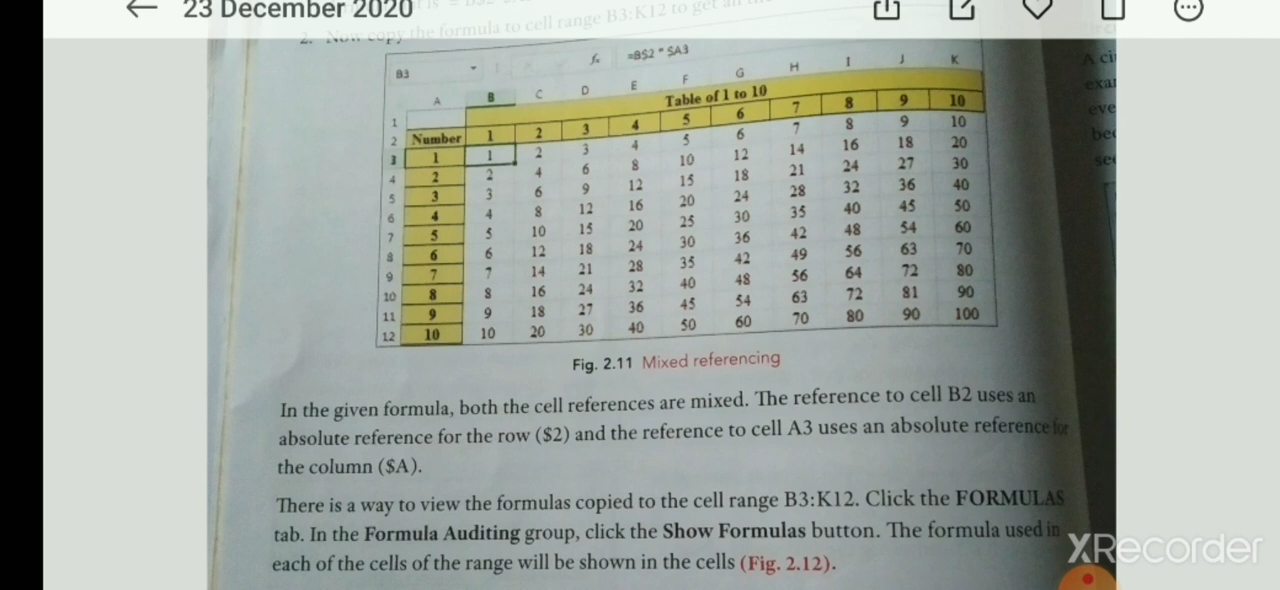 23 December 2020
2. Now copy the formula to cell range B3:K12 to get all
B3 fx =B$2 * $A3
A B C D E F G H I J K
1 Table of 1 to 10
2 Number 1 2 3 4 5 6 7 8 9 10
3 1 1 2 3 4 5 6 7 8 9 10
4 2 2 4 6 8 10 12 14 16 18 20
5 3 3 6 9 12 15 18 21 24 27 30
6 4 4 8 12 16 20 24 28 32 36 40
7 5 5 10 15 20 25 30 35 40 45 50
8 6 6 12 18 24 30 36 42 48 54 60
9 7 7 14 21 28 35 42 49 56 63 70
10 8 8 16 24 32 40 48 56 64 72 80
11 9 9 18 27 36 45 54 63 72 81 90
12 10 10 20 30 40 50 60 70 80 90 100
Fig. 2.11 Mixed referencing
In the given formula, both the cell references are mixed. The reference to cell B2 uses an
absolute reference for the row ($2) and the reference to cell A3 uses an absolute reference for
the column ($A).
There is a way to view the formulas copied to the cell range B3:K12. Click the FORMULAS
tab. In the Formula Auditing group, click the Show Formulas button. The formula used in
each of the cells of the range will be shown in the cells (Fig. 2.12).
XRecorder